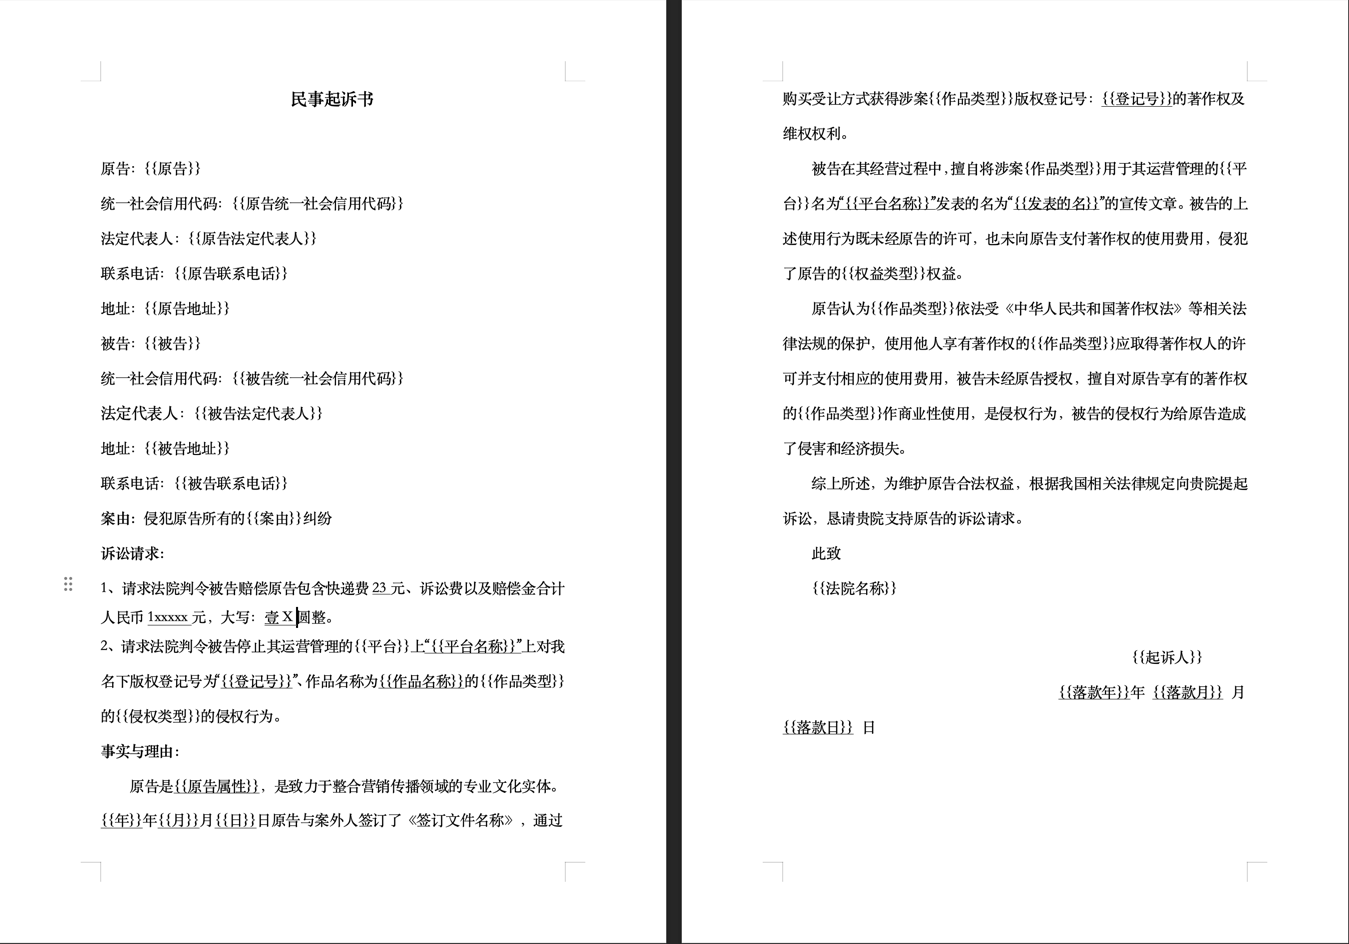 民事起诉书
原告：{{原告}}
统一社会信用代码：{{原告统一社会信用代码}}
法定代表人：{{原告法定代表人}}
联系电话：{{原告联系电话}}
地址：{{原告地址}}
被告：{{被告}}
统一社会信用代码：{{被告统一社会信用代码}}
法定代表人：{{被告法定代表人}}
地址：{{被告地址}}
联系电话：{{被告联系电话}}
案由：侵犯原告所有的{{案由}}纠纷
诉讼请求：
1、请求法院判令被告赔偿原告包含快递费 23 元、诉讼费以及赔偿金合计
人民币 1xxxxx 元，大写：壹 X 圆整。
2、请求法院判令被告停止其运营管理的{{平台}}上“{{平台名称}}”上对我
名下版权登记号为“{{登记号}}”、作品名称为{{作品名称}}的{{作品类型}}
的{{侵权类型}}的侵权行为。
事实与理由：
原告是{{原告属性}}，是致力于整合营销传播领域的专业文化实体。
{{年}}年{{月}}月{{日}}日原告与案外人签订了《签订文件名称》，通过
购买受让方式获得涉案{{作品类型}}版权登记号：{{登记号}}的著作权及
维权权利。
被告在其经营过程中，擅自将涉案{作品类型}}用于其运营管理的{{平
台}}名为“{{平台名称}}”发表的名为“{{发表的名}}”的宣传文章。被告的上
述使用行为既未经原告的许可，也未向原告支付著作权的使用费用，侵犯
了原告的{{权益类型}}权益。
原告认为{{作品类型}}依法受《中华人民共和国著作权法》等相关法
律法规的保护，使用他人享有著作权的{{作品类型}}应取得著作权人的许
可并支付相应的使用费用，被告未经原告授权，擅自对原告享有的著作权
的{{作品类型}}作商业性使用，是侵权行为，被告的侵权行为给原告造成
了侵害和经济损失。
综上所述，为维护原告合法权益，根据我国相关法律规定向贵院提起
诉讼，恳请贵院支持原告的诉讼请求。
此致
{{法院名称}}
{{起诉人}}
{{落款年}}年 {{落款月}} 月
{{落款日}} 日